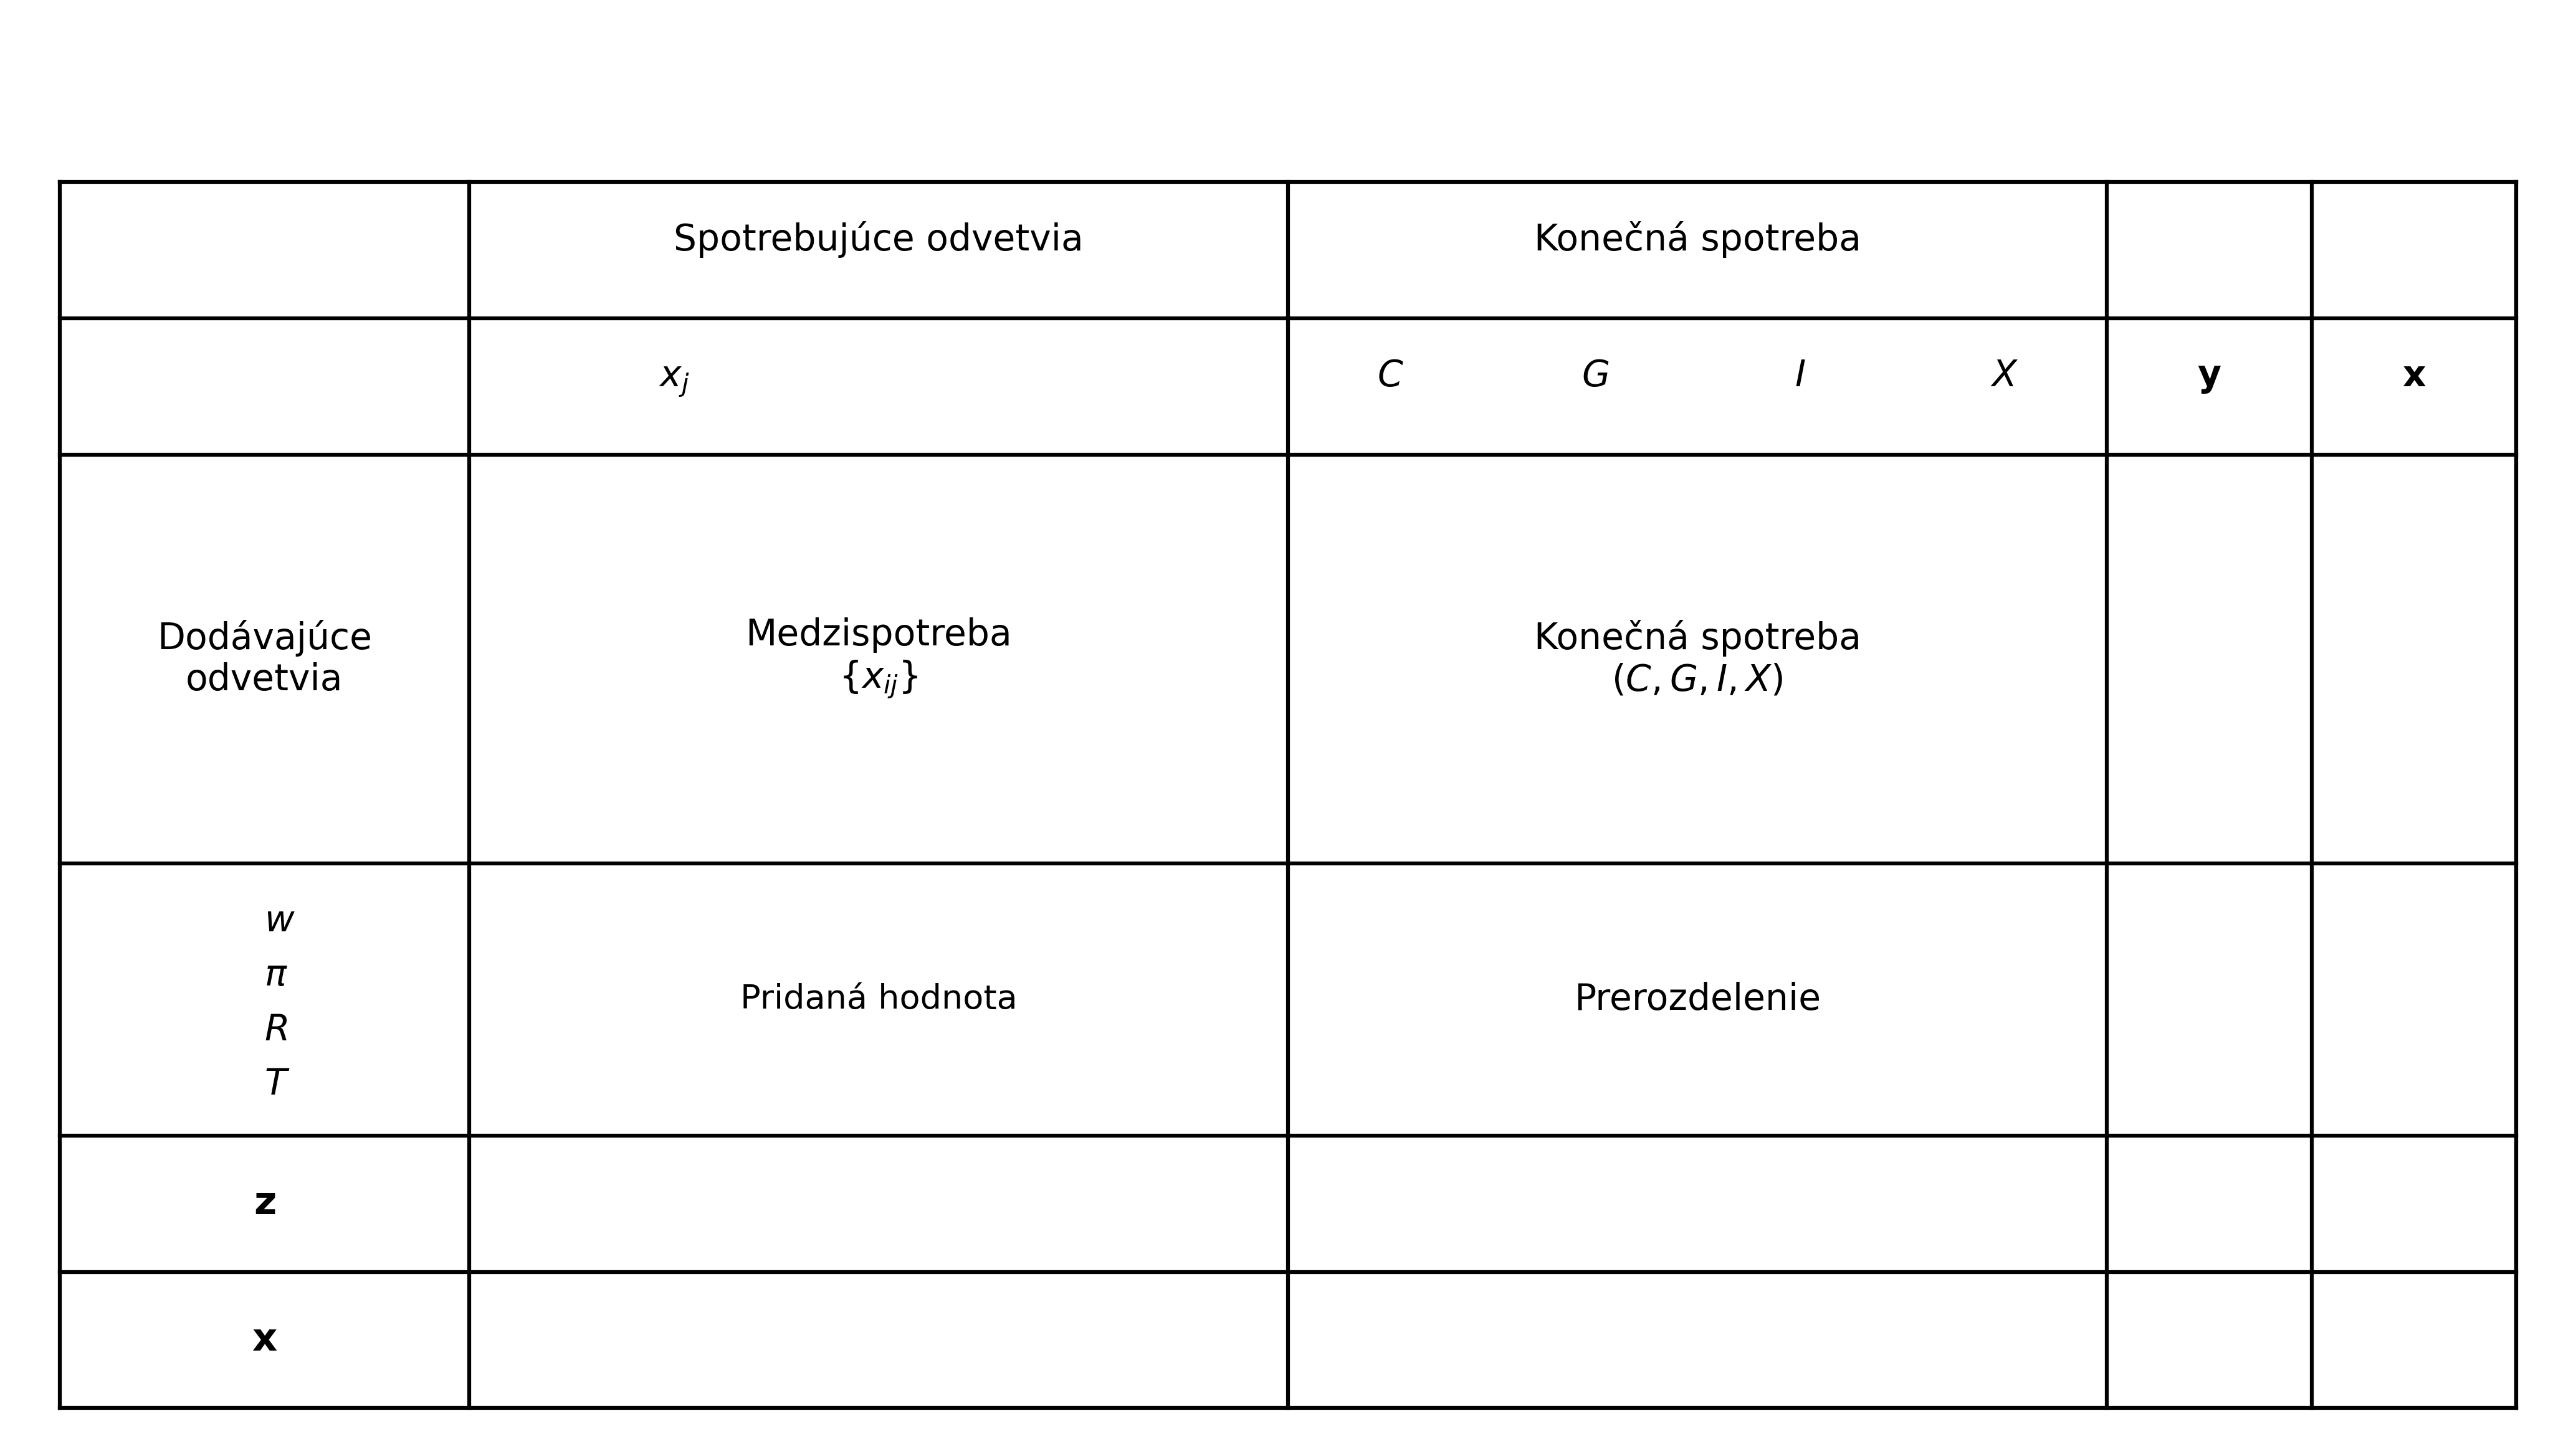 Spotrebujúce odvetvia
Konečná spotreba
x_j
C G I X
y
x
Dodávajúce
odvetvia
Medzispotreba
{x_ij}
Konečná spotreba
(C, G, I, X)
w
π
R
T
Pridaná hodnota
Prerozdelenie
z
x